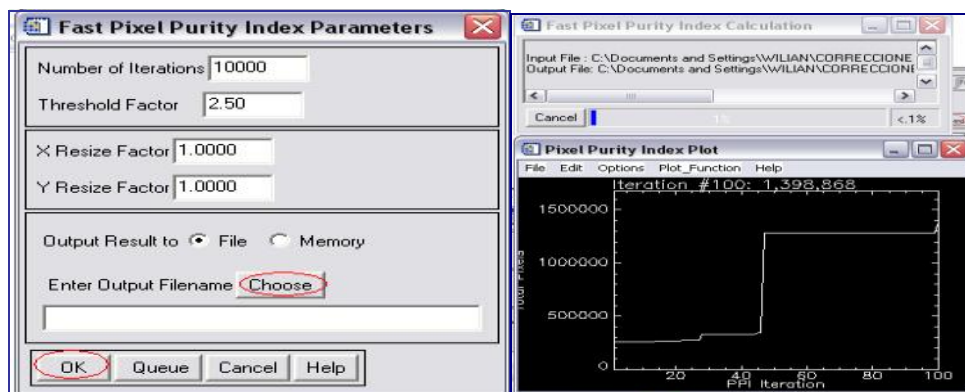 Fast Pixel Purity Index Parameters
Number of Iterations 10000
Threshold Factor 2.50
X Resize Factor 1.0000
Y Resize Factor 1.0000
Output Result to File Memory
Enter Output Filename Choose
OK Queue Cancel Help
Fast Pixel Purity Index Calculation
Input File : C:\Documents and Settings\WILIAN\CORRECCIONE
Output File: C:\Documents and Settings\WILIAN\CORRECCIONE
Cancel 1% <.1%
Pixel Purity Index Plot
File Edit Options Plot_Function Help
Iteration #100: 1,398,868
1500000
1000000
500000
0
Total Pixels
20 40 60 80 100
PPI Iteration